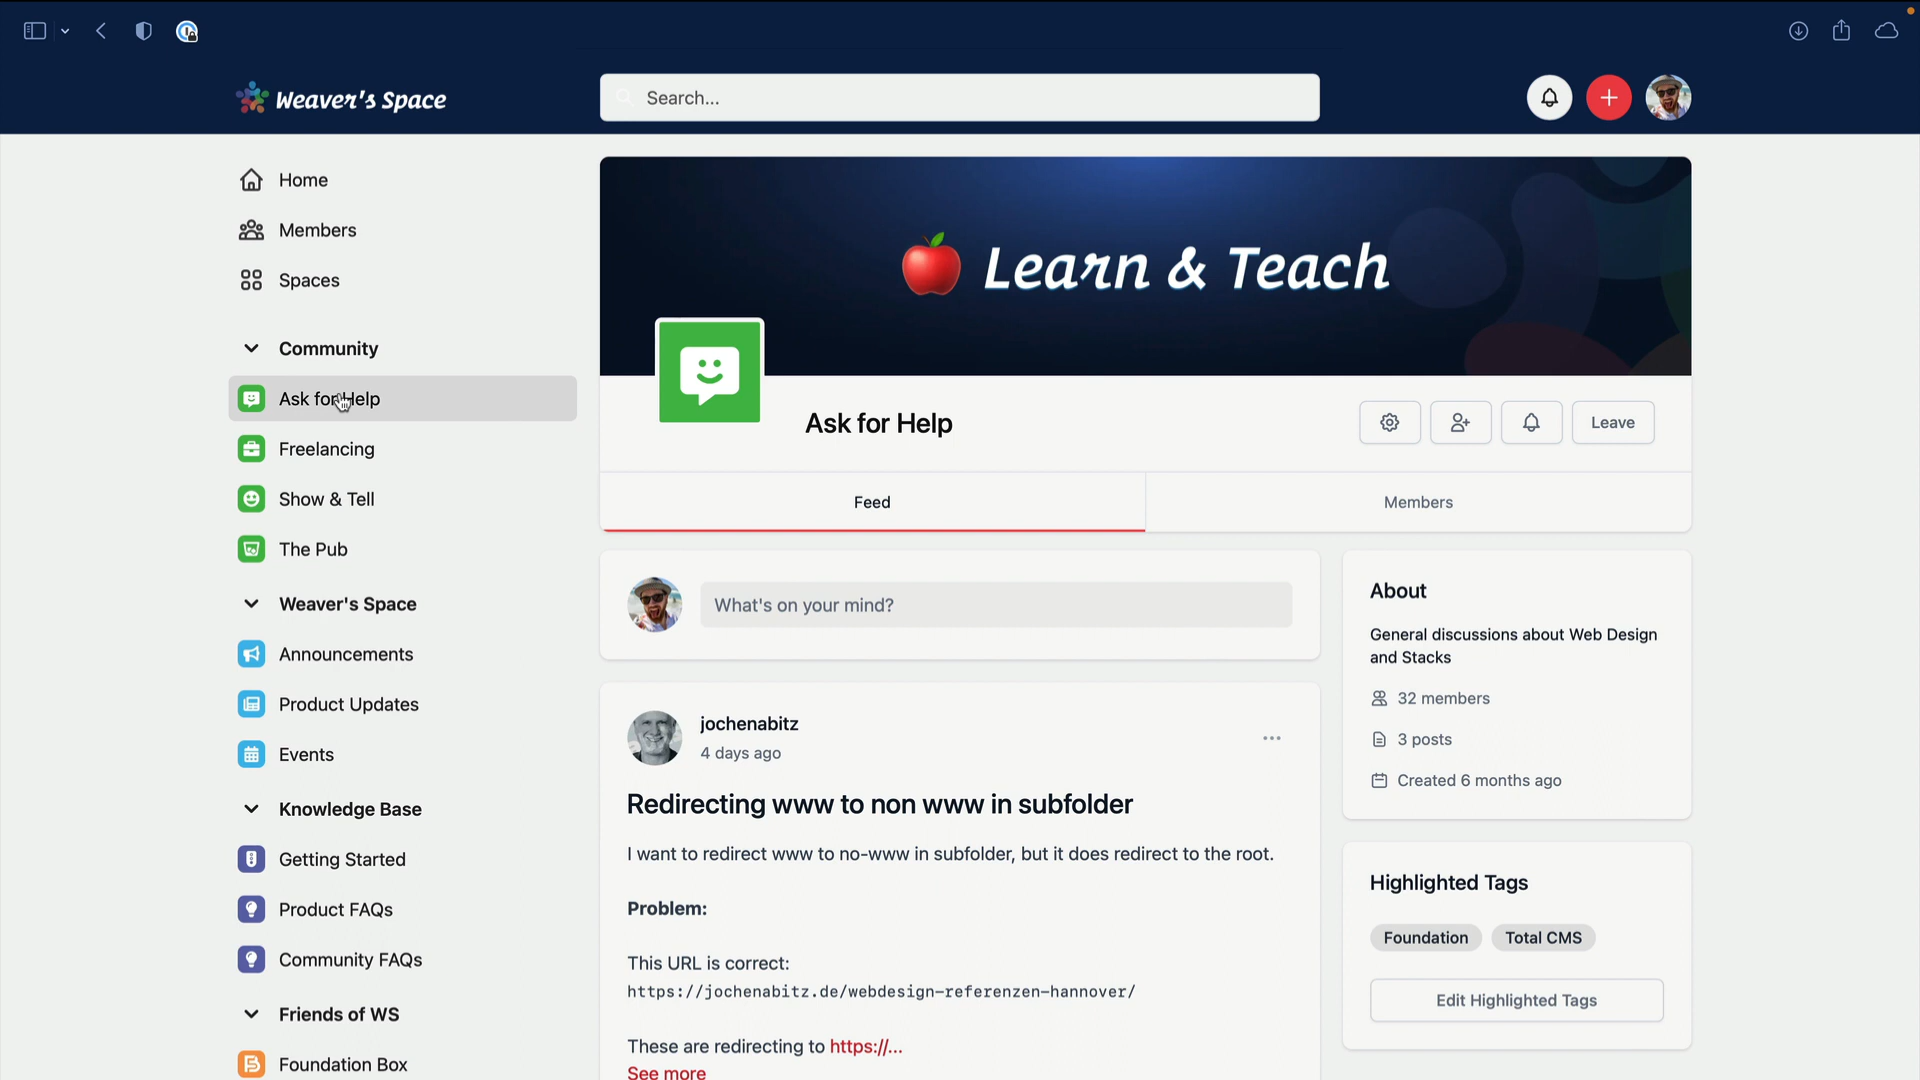 Weaver's Space
Search...
Home
Members
Spaces
Community
Ask for Help
Freelancing
Show & Tell
The Pub
Weaver's Space
Announcements
Product Updates
Events
Knowledge Base
Getting Started
Product FAQs
Community FAQs
Friends of WS
Foundation Box
Learn & Teach
Ask for Help
Leave
Feed
Members
What's on your mind?
jochenabitz
4 days ago
Redirecting www to non www in subfolder
I want to redirect www to no-www in subfolder, but it does redirect to the root.
Problem:
This URL is correct:
https://jochenabitz.de/webdesign-referenzen-hannover/
These are redirecting to https://...
See more
About
General discussions about Web Design
and Stacks
32 members
3 posts
Created 6 months ago
Highlighted Tags
Foundation
Total CMS
Edit Highlighted Tags